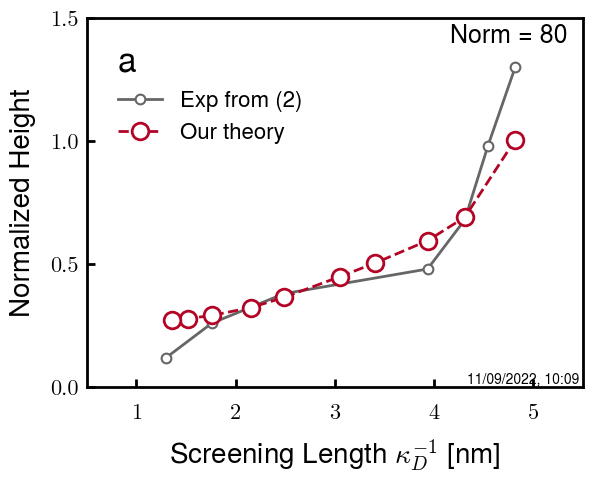 Norm = 80
a
Exp from (2)
Our theory
Normalized Height
1.5
1.0
0.5
0.0
11/09/2022, 10:09
1 2 3 4 5
Screening Length κ_D^{-1} [nm]